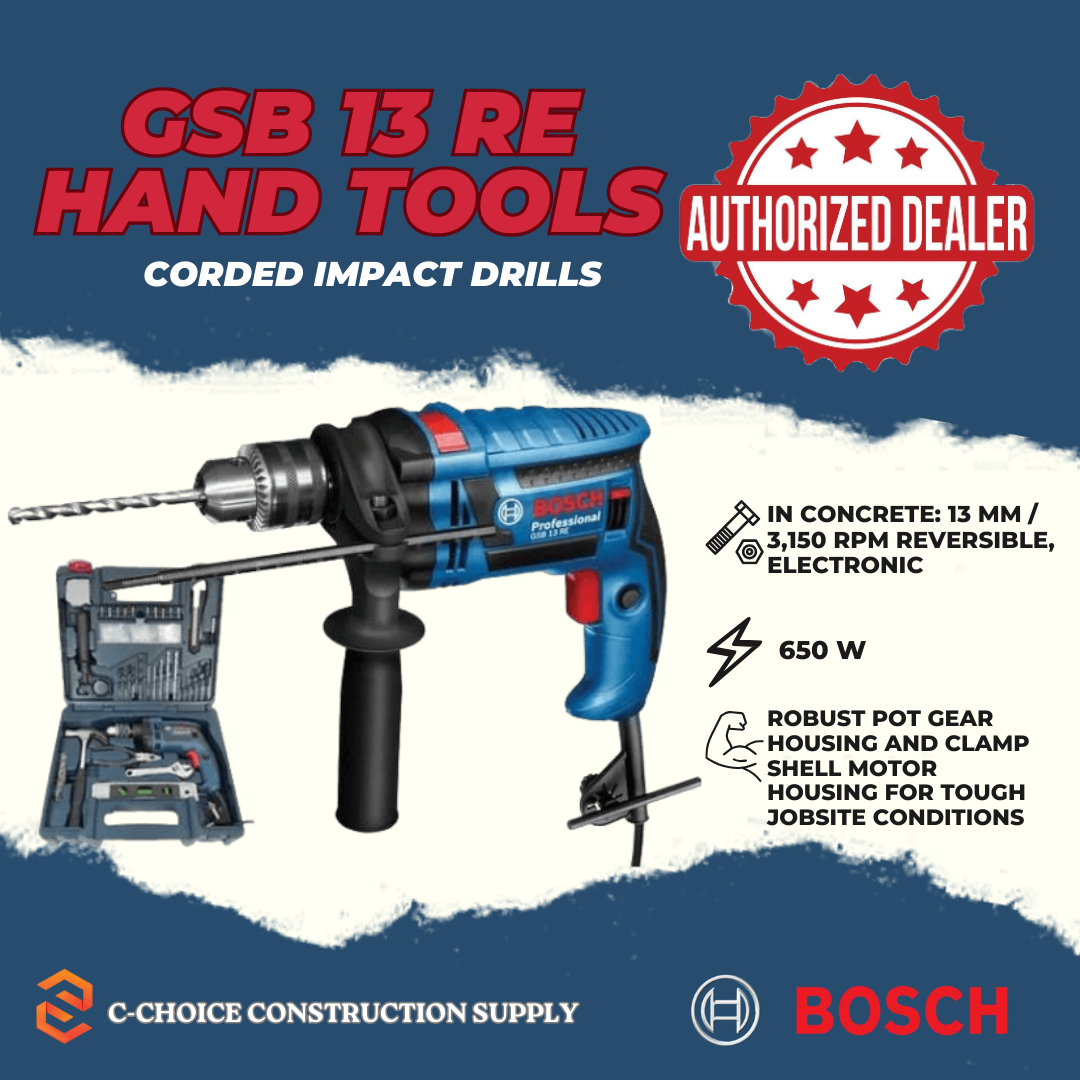 GSB 13 RE
HAND TOOLS
CORDED IMPACT DRILLS
AUTHORIZED DEALER
BOSCH
Professional
GSB 13 RE
IN CONCRETE: 13 MM /
3,150 RPM REVERSIBLE,
ELECTRONIC
650 W
ROBUST POT GEAR
HOUSING AND CLAMP
SHELL MOTOR
HOUSING FOR TOUGH
JOBSITE CONDITIONS
C-CHOICE CONSTRUCTION SUPPLY
BOSCH